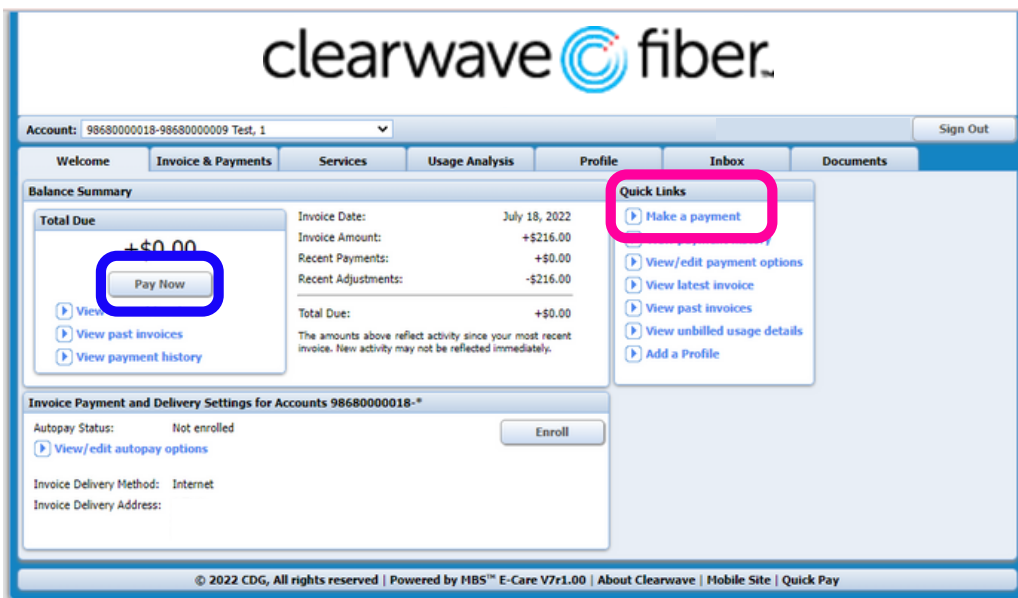 clearwave fiber™
Account: 98680000018-98680000009 Test, 1
Sign Out
Welcome Invoice & Payments Services Usage Analysis Profile Inbox Documents
Balance Summary
Total Due
+$0.00
Pay Now
View
View past invoices
View payment history
Invoice Date: July 18, 2022
Invoice Amount: +$216.00
Recent Payments: +$0.00
Recent Adjustments: -$216.00
Total Due: +$0.00
The amounts above reflect activity since your most recent
invoice. New activity may not be reflected immediately.
Quick Links
Make a payment
View/edit payment options
View latest invoice
View past invoices
View unbilled usage details
Add a Profile
Invoice Payment and Delivery Settings for Accounts 98680000018-*
Autopay Status: Not enrolled
Enroll
View/edit autopay options
Invoice Delivery Method: Internet
Invoice Delivery Address:
© 2022 CDG, All rights reserved | Powered by MBS™ E-Care V7r1.00 | About Clearwave | Mobile Site | Quick Pay